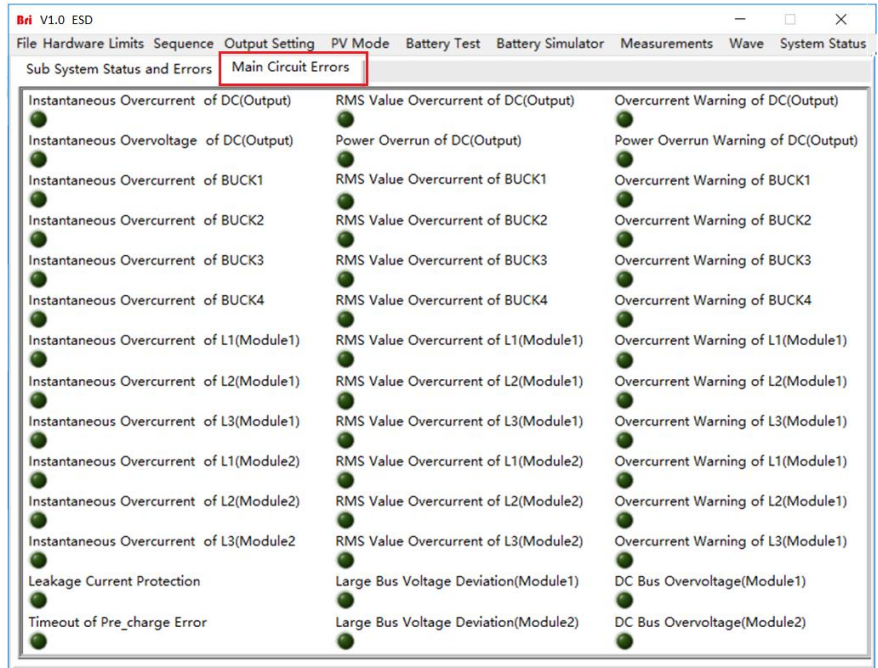 Bri V1.0 ESD
File Hardware Limits Sequence Output Setting PV Mode Battery Test Battery Simulator Measurements Wave System Status
Sub System Status and Errors Main Circuit Errors
Instantaneous Overcurrent of DC(Output) RMS Value Overcurrent of DC(Output) Overcurrent Warning of DC(Output)
Instantaneous Overvoltage of DC(Output) Power Overrun of DC(Output) Power Overrun Warning of DC(Output)
Instantaneous Overcurrent of BUCK1 RMS Value Overcurrent of BUCK1 Overcurrent Warning of BUCK1
Instantaneous Overcurrent of BUCK2 RMS Value Overcurrent of BUCK2 Overcurrent Warning of BUCK2
Instantaneous Overcurrent of BUCK3 RMS Value Overcurrent of BUCK3 Overcurrent Warning of BUCK3
Instantaneous Overcurrent of BUCK4 RMS Value Overcurrent of BUCK4 Overcurrent Warning of BUCK4
Instantaneous Overcurrent of L1(Module1) RMS Value Overcurrent of L1(Module1) Overcurrent Warning of L1(Module1)
Instantaneous Overcurrent of L2(Module1) RMS Value Overcurrent of L2(Module1) Overcurrent Warning of L2(Module1)
Instantaneous Overcurrent of L3(Module1) RMS Value Overcurrent of L3(Module1) Overcurrent Warning of L3(Module1)
Instantaneous Overcurrent of L1(Module2) RMS Value Overcurrent of L1(Module2) Overcurrent Warning of L1(Module1)
Instantaneous Overcurrent of L2(Module2) RMS Value Overcurrent of L2(Module2) Overcurrent Warning of L2(Module1)
Instantaneous Overcurrent of L3(Module2 RMS Value Overcurrent of L3(Module2) Overcurrent Warning of L3(Module1)
Leakage Current Protection Large Bus Voltage Deviation(Module1) DC Bus Overvoltage(Module1)
Timeout of Pre_charge Error Large Bus Voltage Deviation(Module2) DC Bus Overvoltage(Module2)